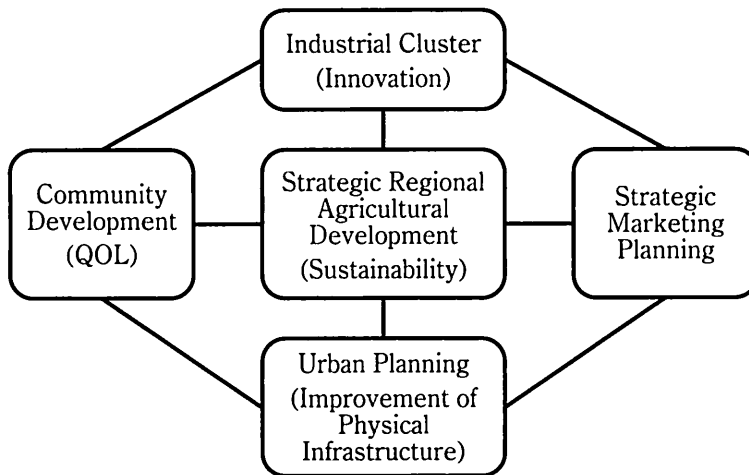 Industrial Cluster
(Innovation)
Community
Development
(QOL)
Strategic Regional
Agricultural
Development
(Sustainability)
Strategic
Marketing
Planning
Urban Planning
(Improvement of
Physical
Infrastructure)